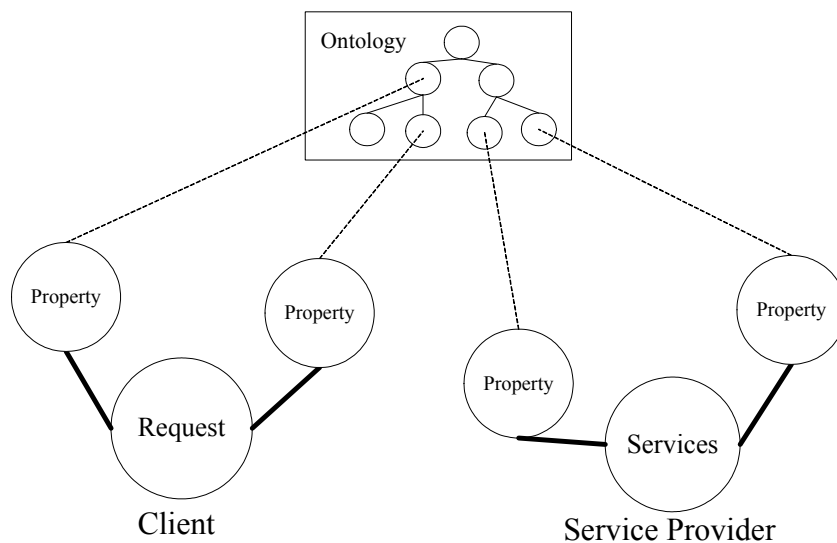 Ontology
Property
Property
Property
Property
Request
Services
Client
Service Provider